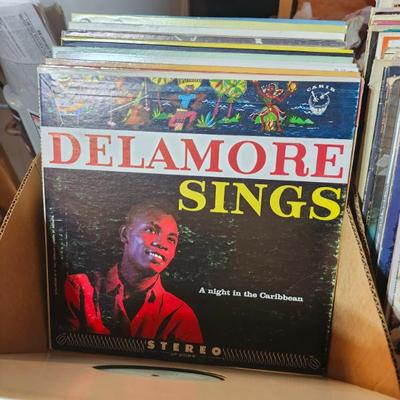 CARIB
DELAMORE
SINGS
A night in the Caribbean
STEREO